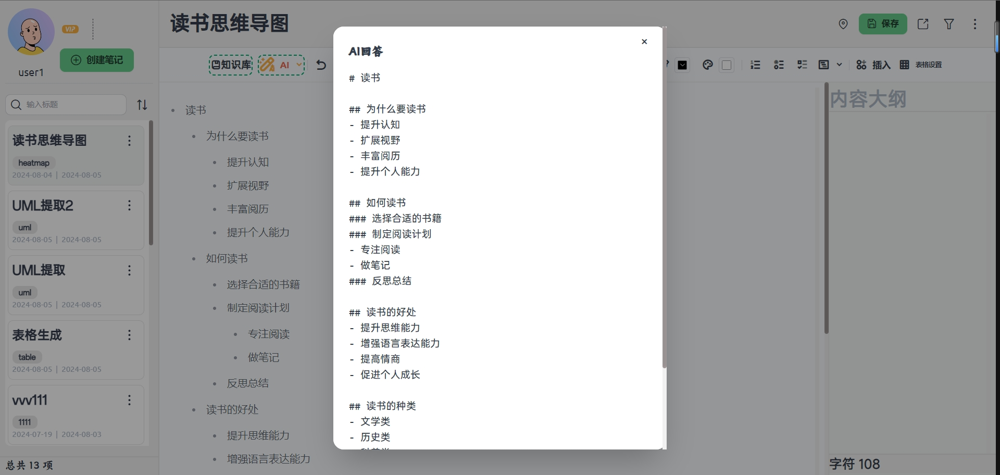 VIP
创建笔记
user1
输入标题
读书思维导图
heatmap
2024-08-04 | 2024-08-05
UML提取2
uml
2024-08-05 | 2024-08-05
UML提取
uml
2024-08-05 | 2024-08-05
表格生成
table
2024-08-05 | 2024-08-05
vvv111
1111
2024-07-19 | 2024-08-03
总共 13 项
读书思维导图
保存
知识库
AI
插入
表格设置
• 读书
• 为什么要读书
• 提升认知
• 扩展视野
• 丰富阅历
• 提升个人能力
• 如何读书
• 选择合适的书籍
• 制定阅读计划
• 专注阅读
• 做笔记
• 反思总结
• 读书的好处
• 提升思维能力
• 增强语言表达能力
AI回答
# 读书
## 为什么要读书
- 提升认知
- 扩展视野
- 丰富阅历
- 提升个人能力
## 如何读书
### 选择合适的书籍
### 制定阅读计划
- 专注阅读
- 做笔记
### 反思总结
## 读书的好处
- 提升思维能力
- 增强语言表达能力
- 提高情商
- 促进个人成长
## 读书的种类
- 文学类
- 历史类
内容大纲
字符 108